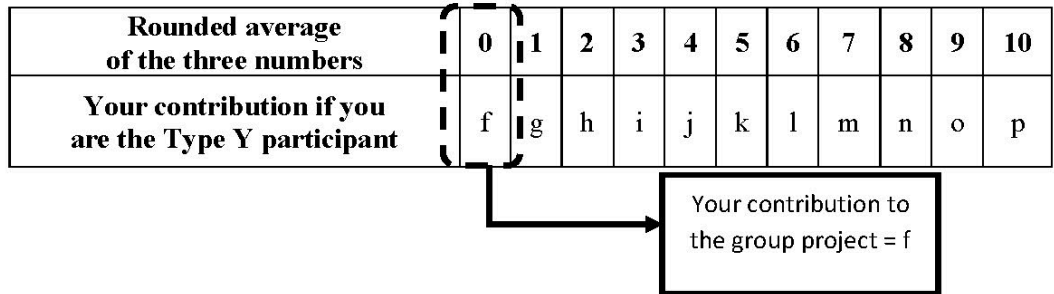 Rounded average
of the three numbers
0 1 2 3 4 5 6 7 8 9 10
Your contribution if you
are the Type Y participant
f g h i j k l m n o p
Your contribution to
the group project = f